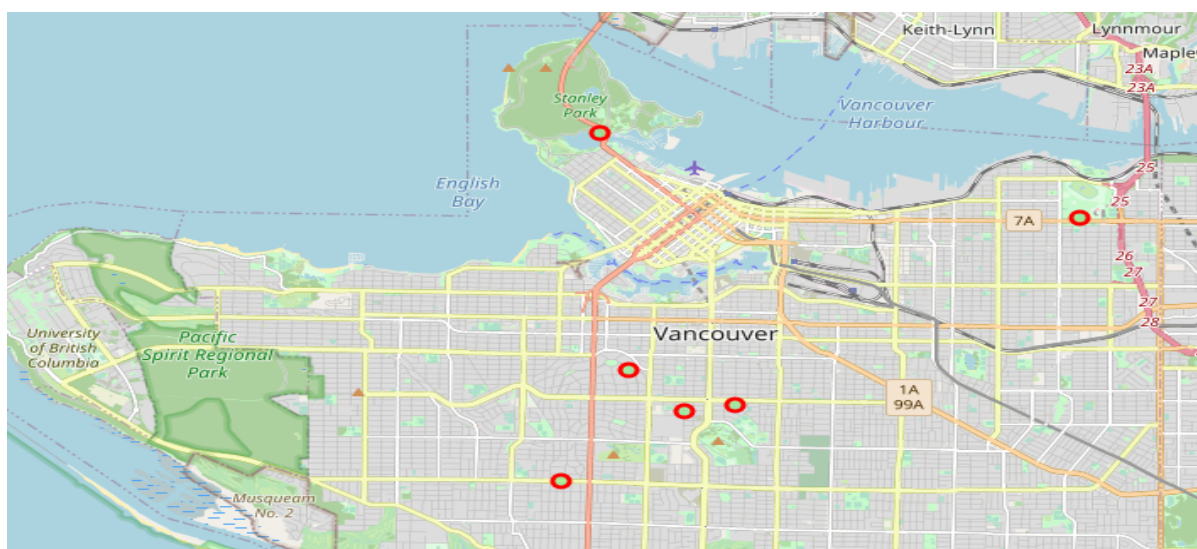 Keith-Lynn
Lynnmour
Maple
23A
23A
Stanley
Park
Vancouver
Harbour
25
25
English
Bay
7A
26
27
27
28
University
of British
Columbia
Pacific
Spirit Regional
Park
Vancouver
1A
99A
Musqueam
No. 2